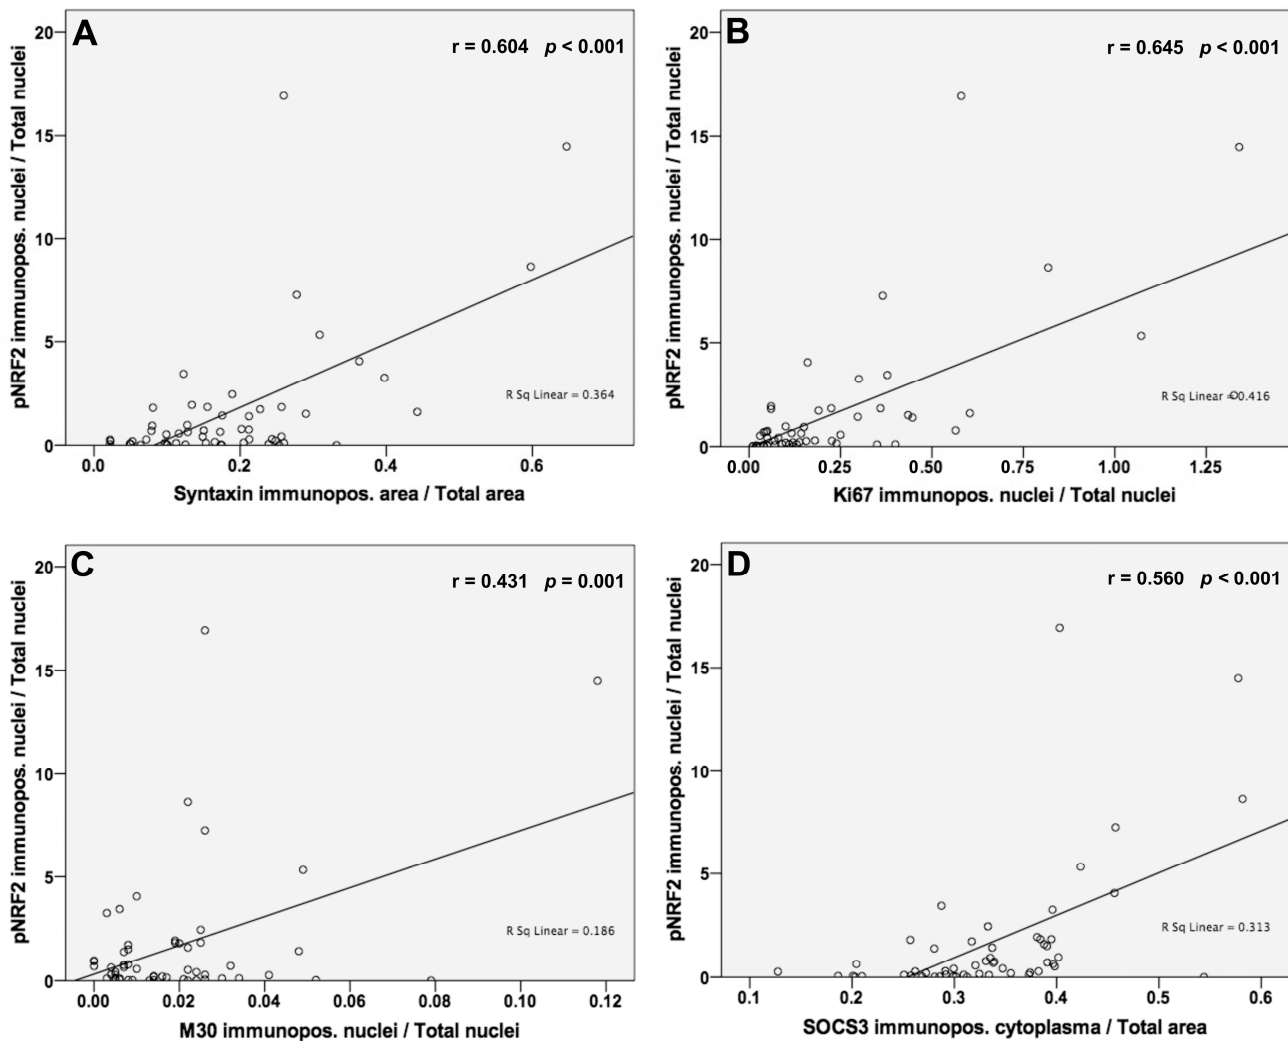 A
r = 0.604 p < 0.001
20
15
10
5
0
pNRF2 immunopos. nuclei / Total nuclei
R Sq Linear = 0.364
0.0 0.2 0.4 0.6
Syntaxin immunopos. area / Total area
B
r = 0.645 p < 0.001
20
15
10
5
0
pNRF2 immunopos. nuclei / Total nuclei
R Sq Linear = 0.416
0.00 0.25 0.50 0.75 1.00 1.25
Ki67 immunopos. nuclei / Total nuclei
C
r = 0.431 p = 0.001
20
15
10
5
0
pNRF2 immunopos. nuclei / Total nuclei
R Sq Linear = 0.186
0.00 0.02 0.04 0.06 0.08 0.10 0.12
M30 immunopos. nuclei / Total nuclei
D
r = 0.560 p < 0.001
20
15
10
5
0
pNRF2 immunopos. nuclei / Total nuclei
R Sq Linear = 0.313
0.1 0.2 0.3 0.4 0.5 0.6
SOCS3 immunopos. cytoplasma / Total area